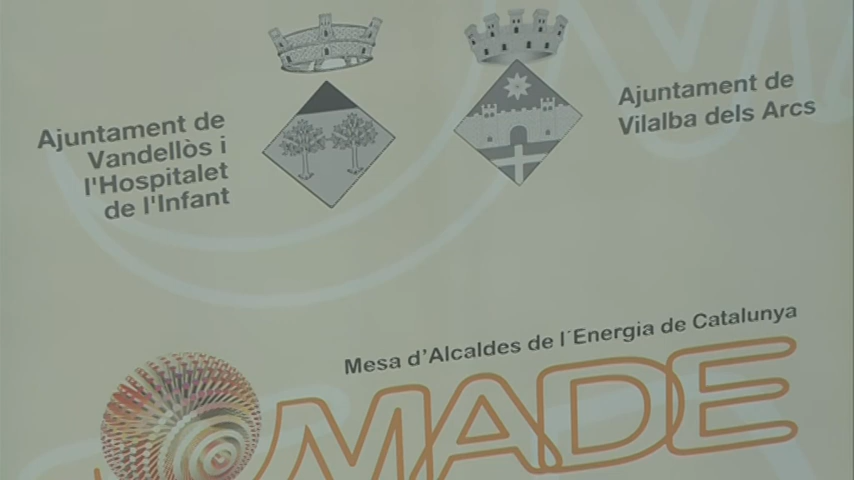 Ajuntament de
Vandellòs i
l'Hospitalet
de l'Infant
Ajuntament de
Vilalba dels Arcs
Mesa d'Alcaldes de l´Energia de Catalunya
MADE